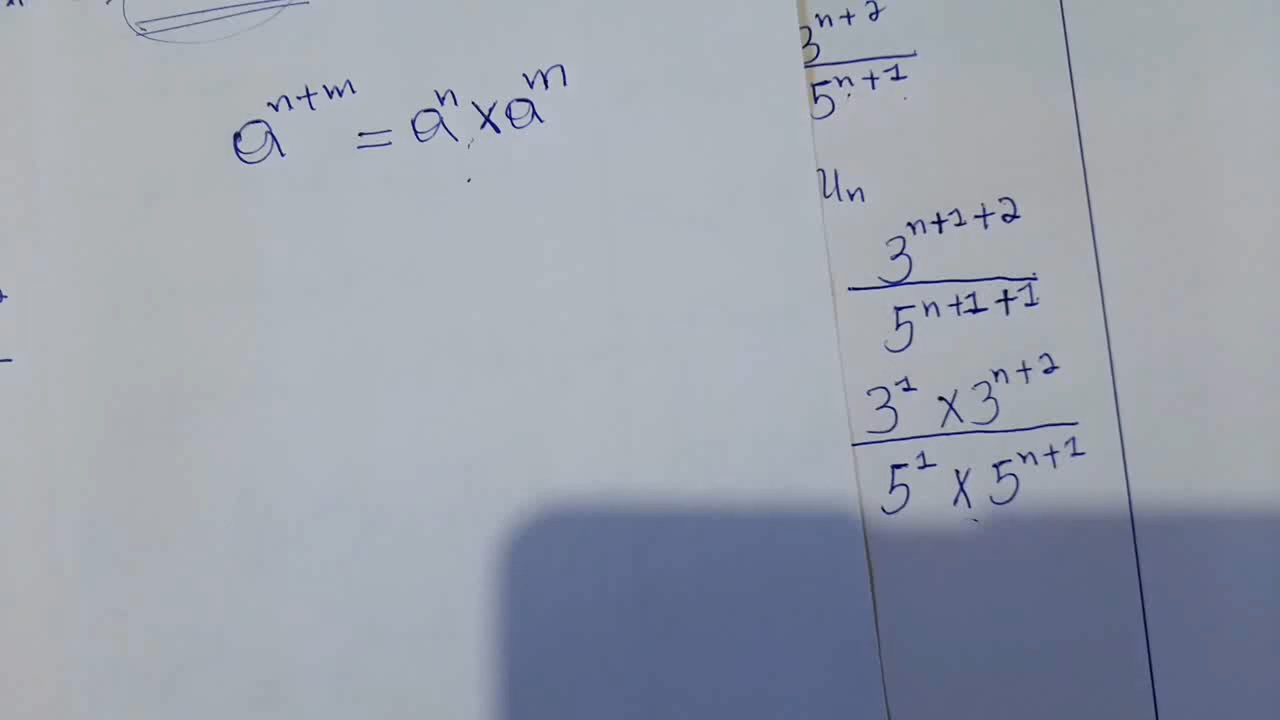 a^{n+m} = a^n × a^m
3^{n+2}
5^{n+1}
Un
3^{n+1+2}
5^{n+1+1}
3^1 × 3^{n+2}
5^1 × 5^{n+1}